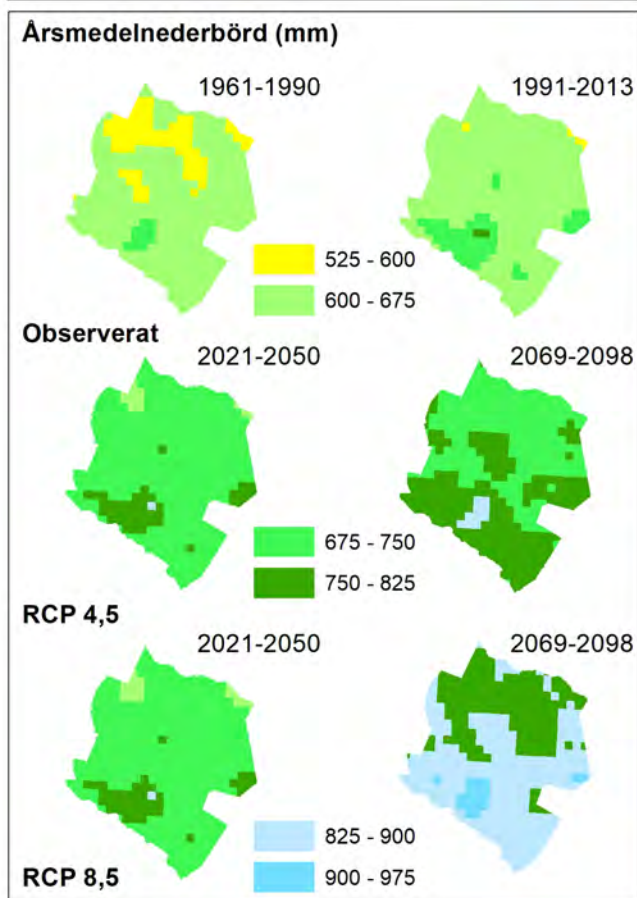 Årsmedelnederbörd (mm)
1961-1990
1991-2013
525 - 600
600 - 675
Observerat
2021-2050
2069-2098
675 - 750
750 - 825
RCP 4,5
2021-2050
2069-2098
825 - 900
900 - 975
RCP 8,5